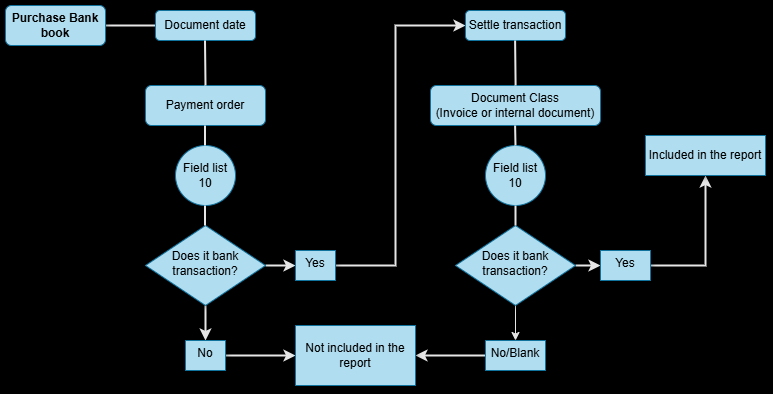 Purchase Bank
book
Document date
Payment order
Field list
10
Does it bank
transaction?
Yes
No
Not included in the
report
Settle transaction
Document Class
(Invoice or internal document)
Field list
10
Does it bank
transaction?
Yes
No/Blank
Included in the report